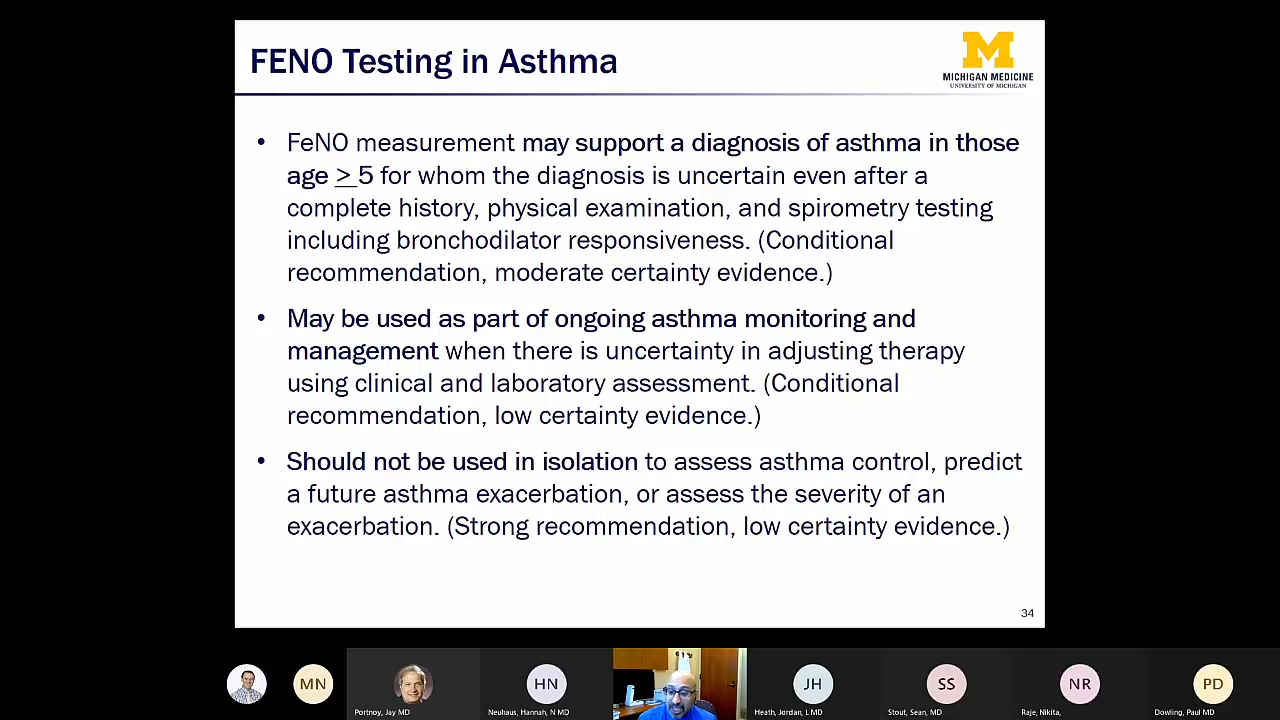 FENO Testing in Asthma
M
MICHIGAN MEDICINE
UNIVERSITY OF MICHIGAN
• FeNO measurement may support a diagnosis of asthma in those
age > 5 for whom the diagnosis is uncertain even after a
complete history, physical examination, and spirometry testing
including bronchodilator responsiveness. (Conditional
recommendation, moderate certainty evidence.)
• May be used as part of ongoing asthma monitoring and
management when there is uncertainty in adjusting therapy
using clinical and laboratory assessment. (Conditional
recommendation, low certainty evidence.)
• Should not be used in isolation to assess asthma control, predict
a future asthma exacerbation, or assess the severity of an
exacerbation. (Strong recommendation, low certainty evidence.)
34
MN
HN
JH
SS
NR
PD
Portnoy, Jay MD
Neuhaus, Hannah, N MD
Heath, Jordan, L MD
Stout, Sean, MD
Raje, Nikita,
Dowling, Paul MD